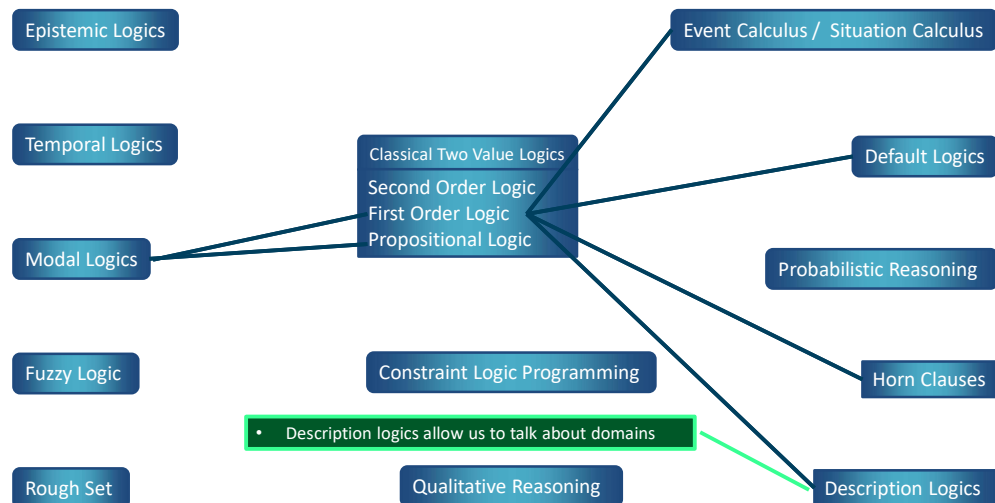 Epistemic Logics
Event Calculus / Situation Calculus
Temporal Logics
Classical Two Value Logics
Default Logics
Second Order Logic
First Order Logic
Propositional Logic
Modal Logics
Probabilistic Reasoning
Fuzzy Logic
Constraint Logic Programming
Horn Clauses
• Description logics allow us to talk about domains
Rough Set
Qualitative Reasoning
Description Logics